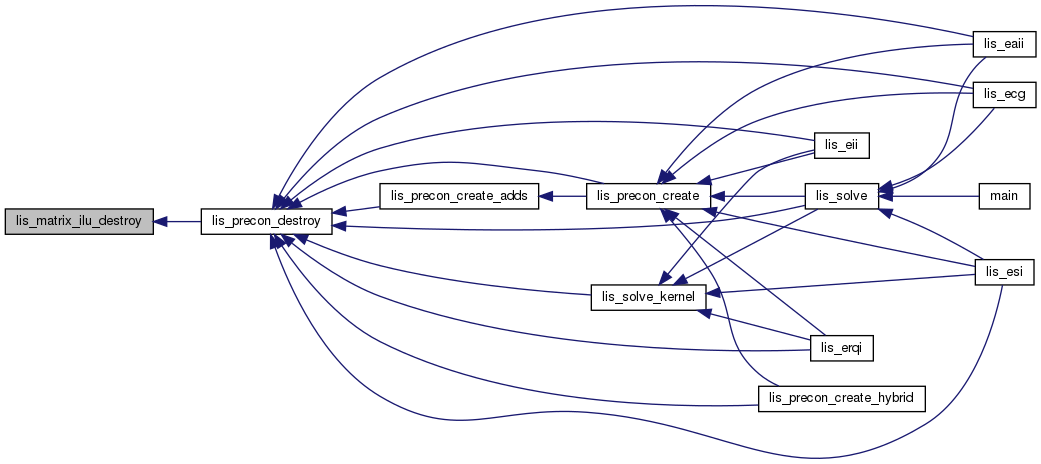 lis_eaii
lis_ecg
lis_eii
lis_precon_create_adds
lis_precon_create
lis_solve
main
lis_matrix_ilu_destroy
lis_precon_destroy
lis_esi
lis_solve_kernel
lis_erqi
lis_precon_create_hybrid